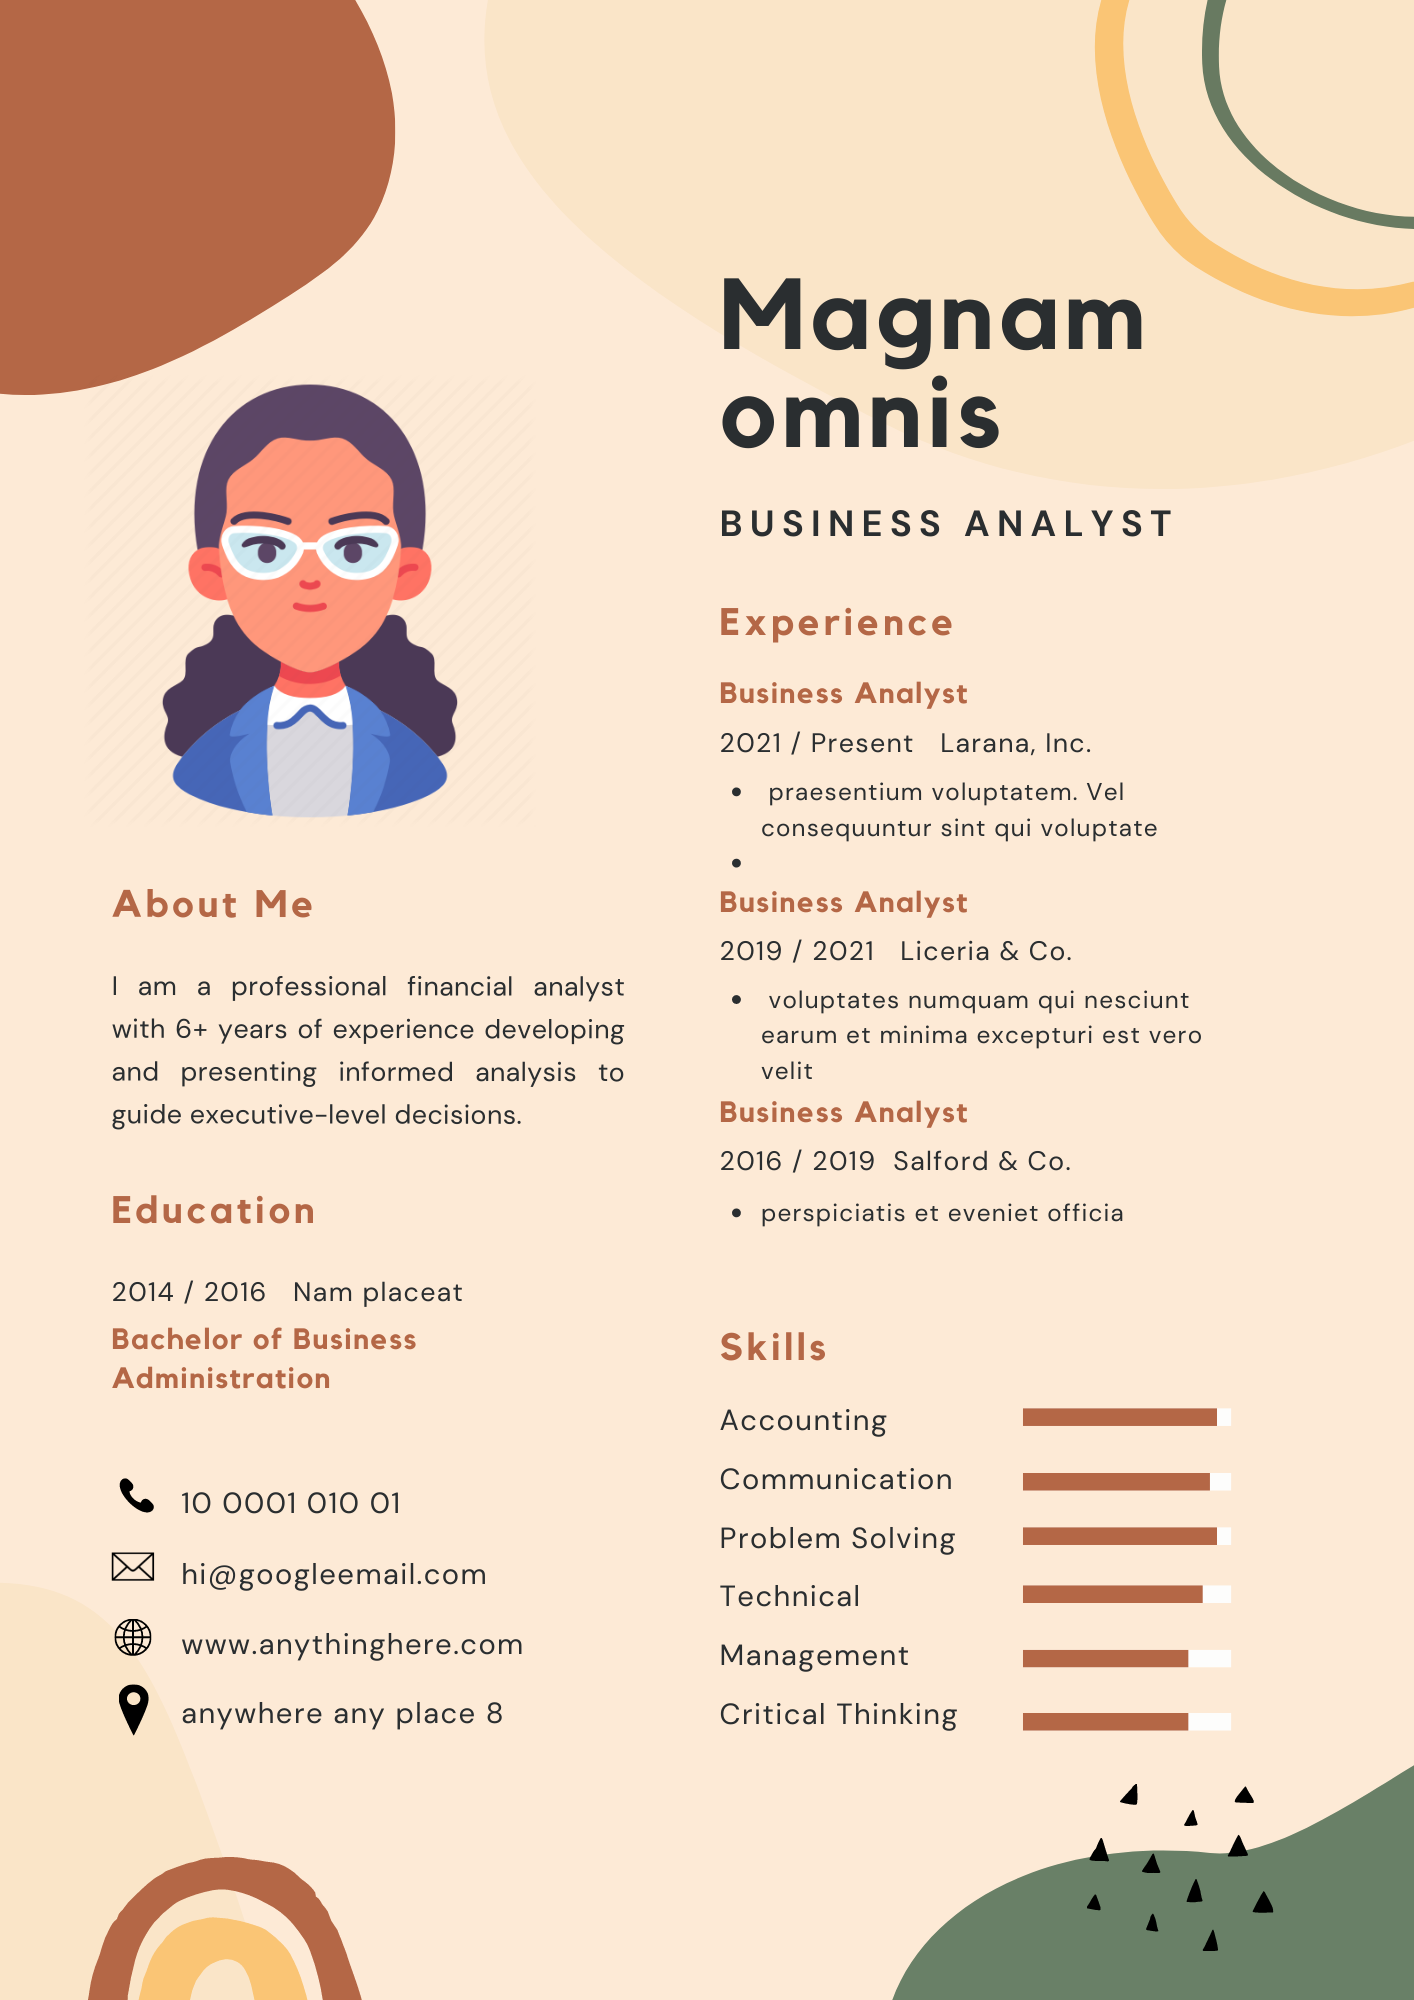 Magnam
omnis
BUSINESS ANALYST
Experience
Business Analyst
2021 / Present Larana, Inc.
• praesentium voluptatem. Vel
consequuntur sint qui voluptate
•
Business Analyst
2019 / 2021 Liceria & Co.
• voluptates numquam qui nesciunt
earum et minima excepturi est vero
velit
Business Analyst
2016 / 2019 Salford & Co.
• perspiciatis et eveniet officia
Skills
Accounting
Communication
Problem Solving
Technical
Management
Critical Thinking
About Me
I am a professional financial analyst
with 6+ years of experience developing
and presenting informed analysis to
guide executive-level decisions.
Education
2014 / 2016 Nam placeat
Bachelor of Business
Administration
10 0001 010 01
hi@googleemail.com
www.anythinghere.com
anywhere any place 8